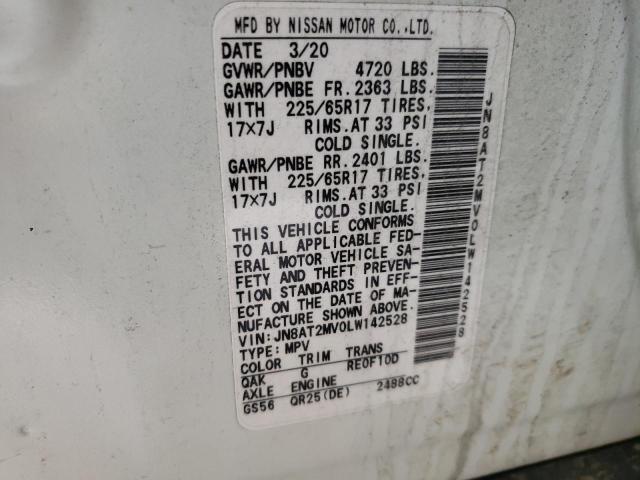 MFD BY NISSAN MOTOR CO.,LTD.
DATE 3/20
GVWR/PNBV 4720 LBS.
GAWR/PNBE FR. 2363 LBS.
WITH 225/65R17 TIRES,
17×7J RIMS.AT 33 PSI
COLD SINGLE.
GAWR/PNBE RR. 2401 LBS.
WITH 225/65R17 TIRES,
17×7J RIMS.AT 33 PSI
COLD SINGLE.
THIS VEHICLE CONFORMS
TO ALL APPLICABLE FED-
ERAL MOTOR VEHICLE SA-
FETY AND THEFT PREVEN-
TION STANDARDS IN EFF-
ECT ON THE DATE OF MA-
NUFACTURE SHOWN ABOVE.
VIN: JN8AT2MV0LW142528
TYPE: MPV
COLOR TRIM TRANS
QAK G RE0F10D
AXLE ENGINE
GS56 QR25(DE) 2488CC
JN8AT2MV0LW142528